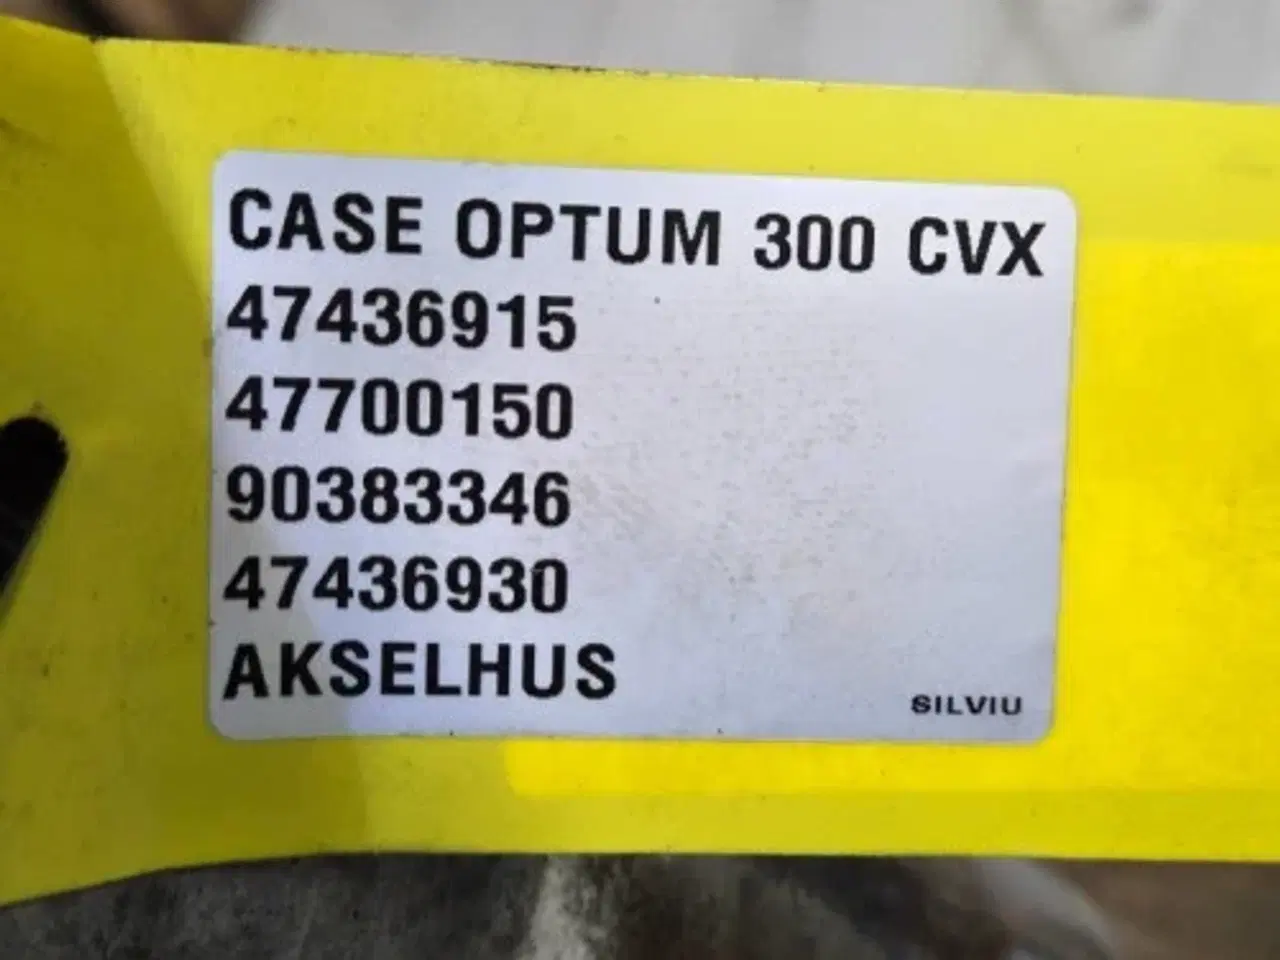 CASE OPTUM 300 CVX
47436915
47700150
90383346
47436930
AKSELHUS
SILVIU